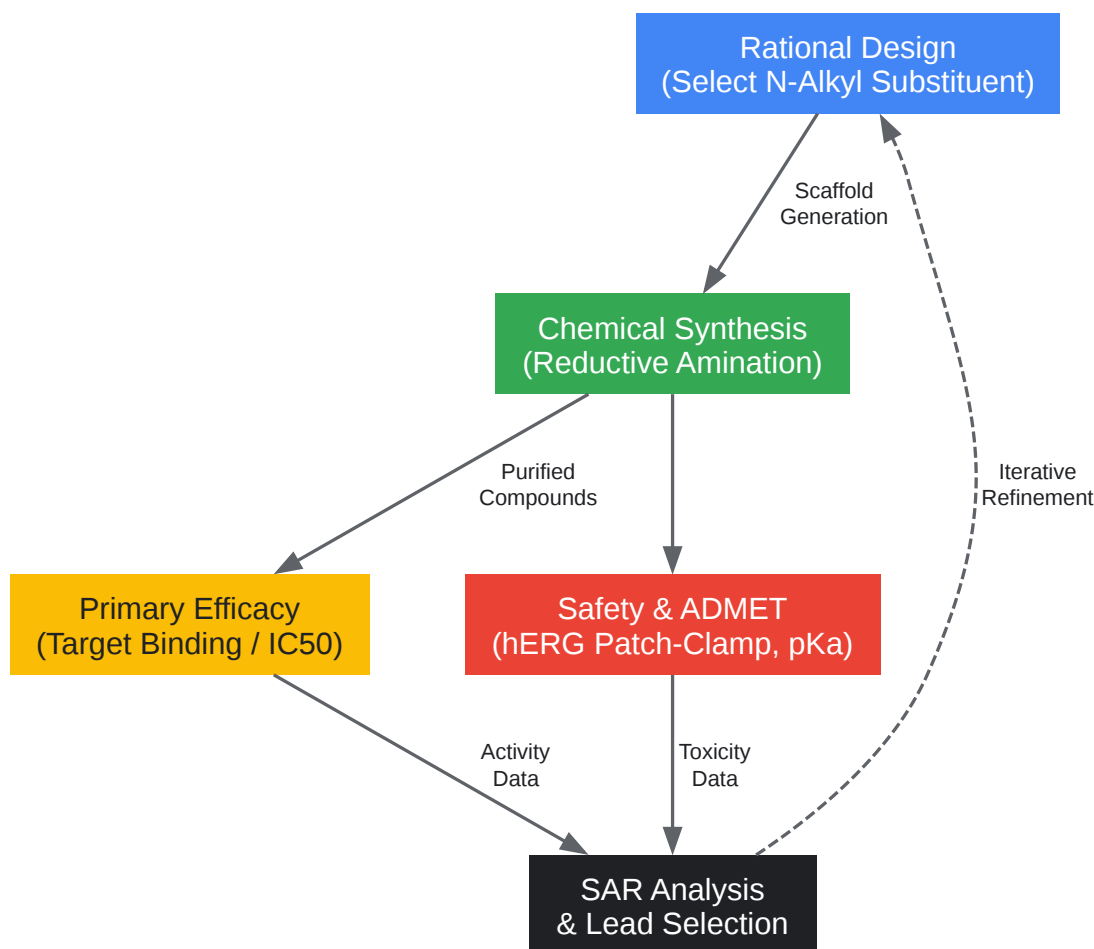 Rational Design
(Select N-Alkyl Substituent)
Scaffold
Generation
Chemical Synthesis
(Reductive Amination)
Purified
Compounds
Iterative
Refinement
Primary Efficacy
(Target Binding / IC50)
Safety & ADMET
(hERG Patch-Clamp, pKa)
Activity
Data
Toxicity
Data
SAR Analysis
& Lead Selection